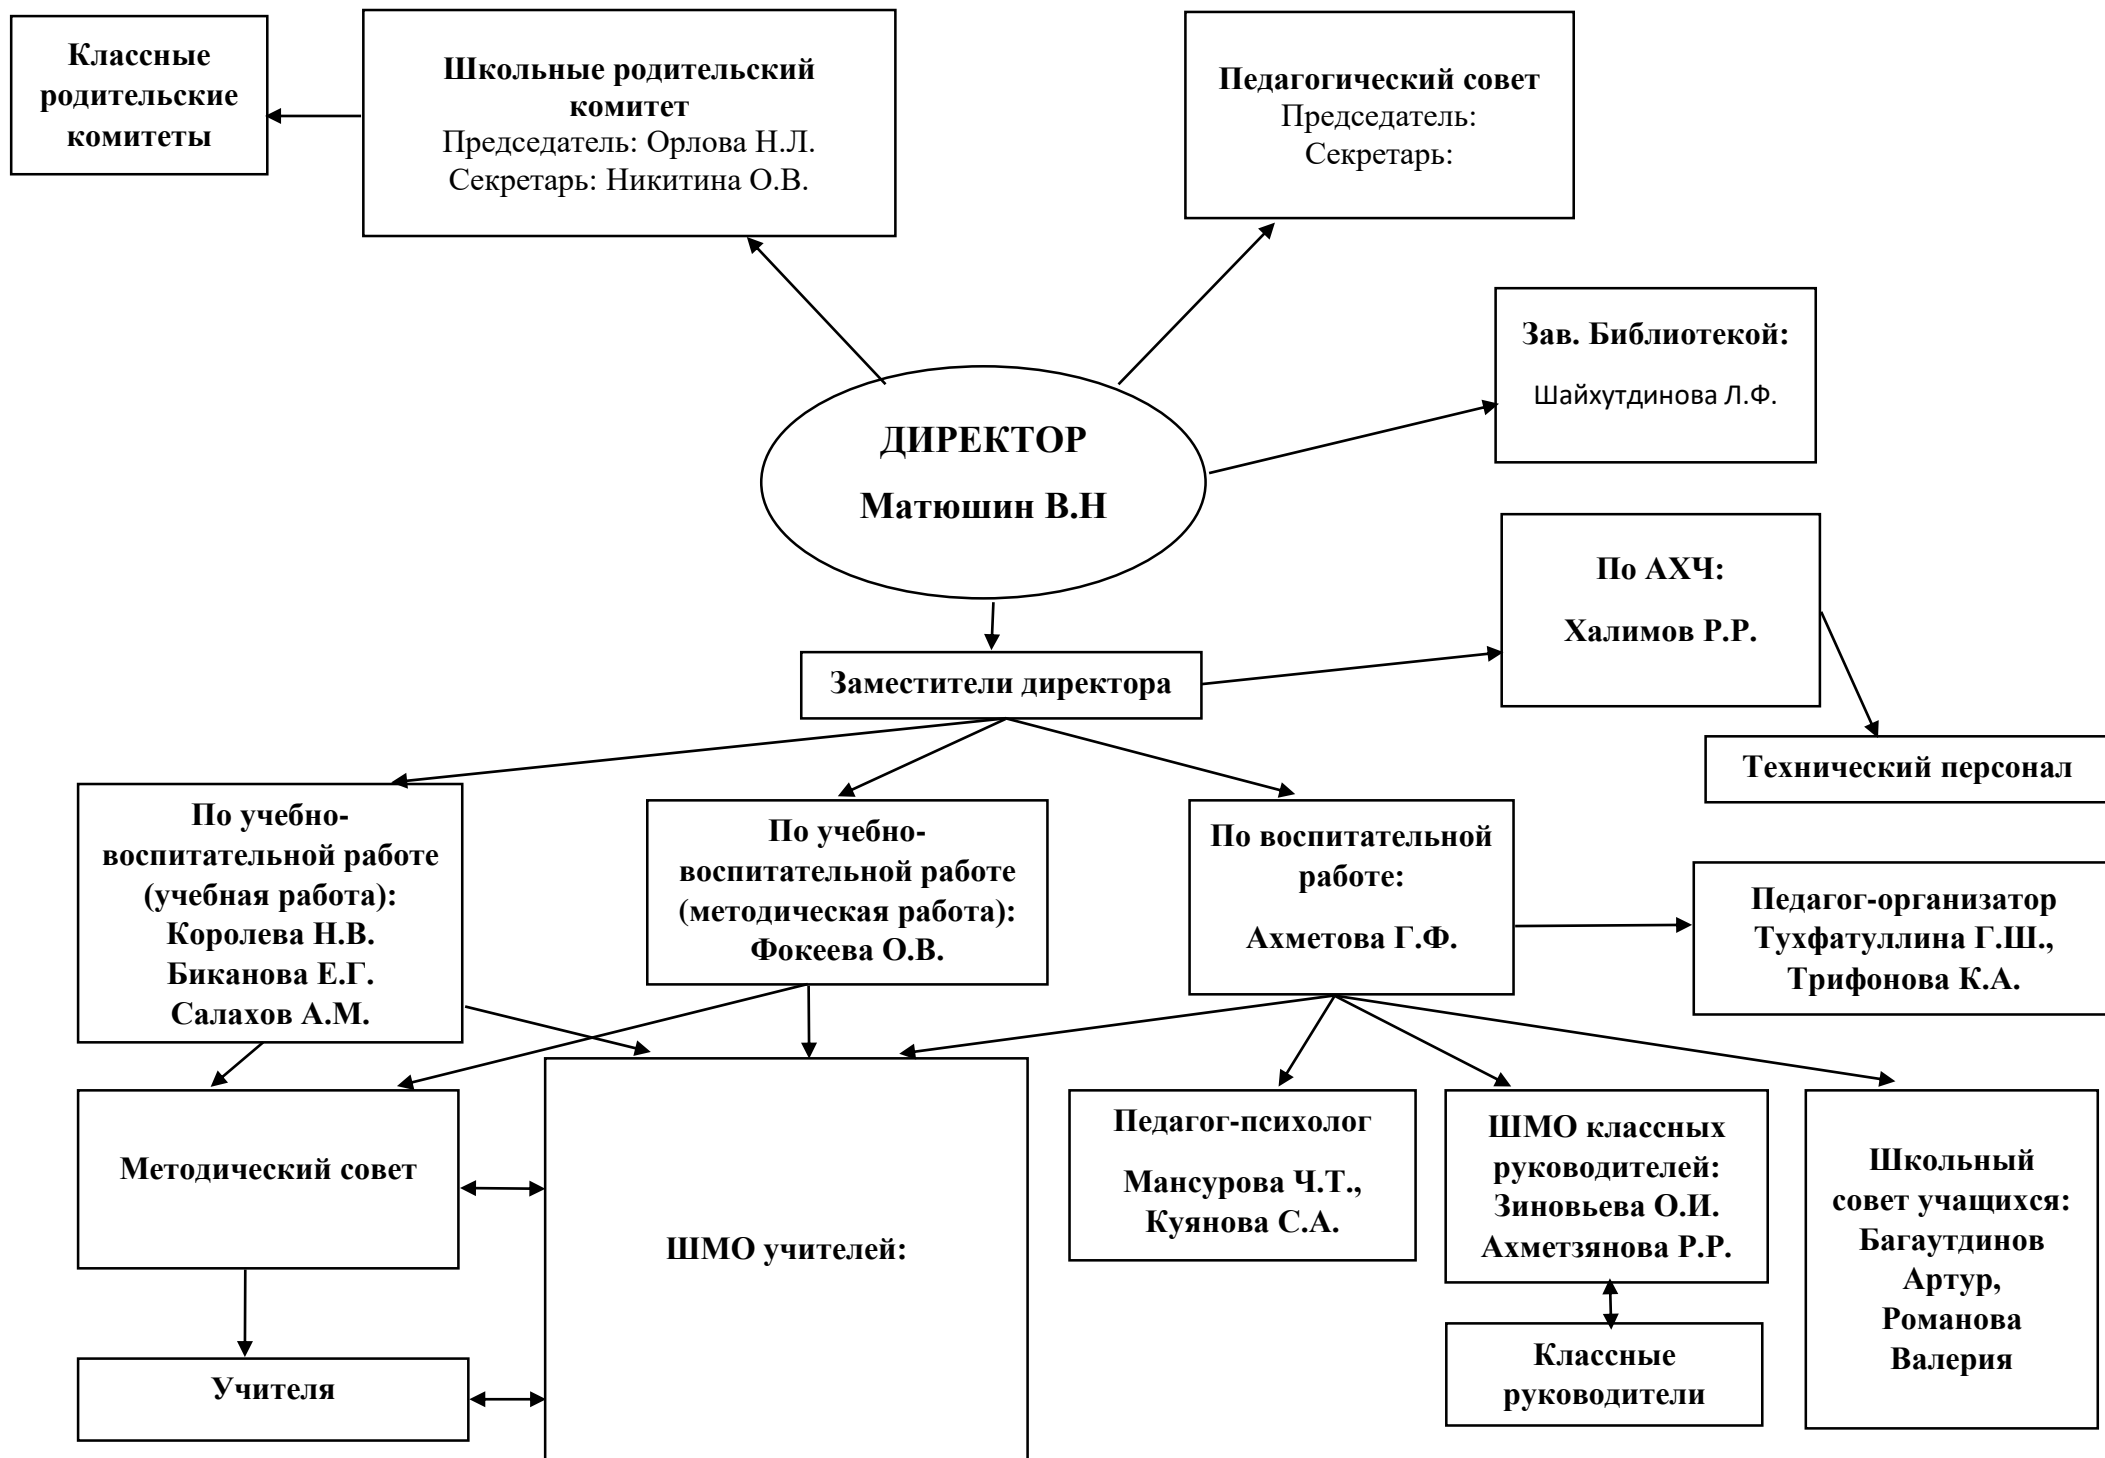 Классные
родительские
комитеты
Школьные родительский
комитет
Председатель: Орлова Н.Л.
Секретарь: Никитина О.В.
Педагогический совет
Председатель:
Секретарь:
Зав. Библиотекой:
Шайхутдинова Л.Ф.
ДИРЕКТОР
Матюшин В.Н
По АХЧ:
Халимов Р.Р.
Заместители директора
Технический персонал
По учебно-
воспитательной работе
(учебная работа):
Королева Н.В.
Биканова Е.Г.
Салахов А.М.
По учебно-
воспитательной работе
(методическая работа):
Фокеева О.В.
По воспитательной
работе:
Ахметова Г.Ф.
Педагог-организатор
Тухфатуллина Г.Ш.,
Трифонова К.А.
Методический совет
ШМО учителей:
Педагог-психолог
Мансурова Ч.Т.,
Куянова С.А.
ШМО классных
руководителей:
Зиновьева О.И.
Ахметзянова Р.Р.
Школьный
совет учащихся:
Багаутдинов
Артур,
Романова
Валерия
Учителя
Классные
руководители